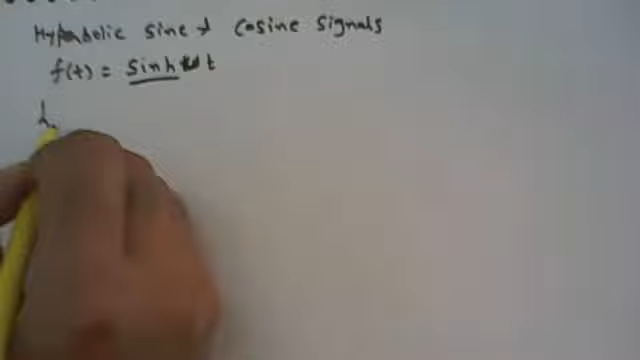 Hyperbolic sine & cosine signals
f(t) = sinh t
L